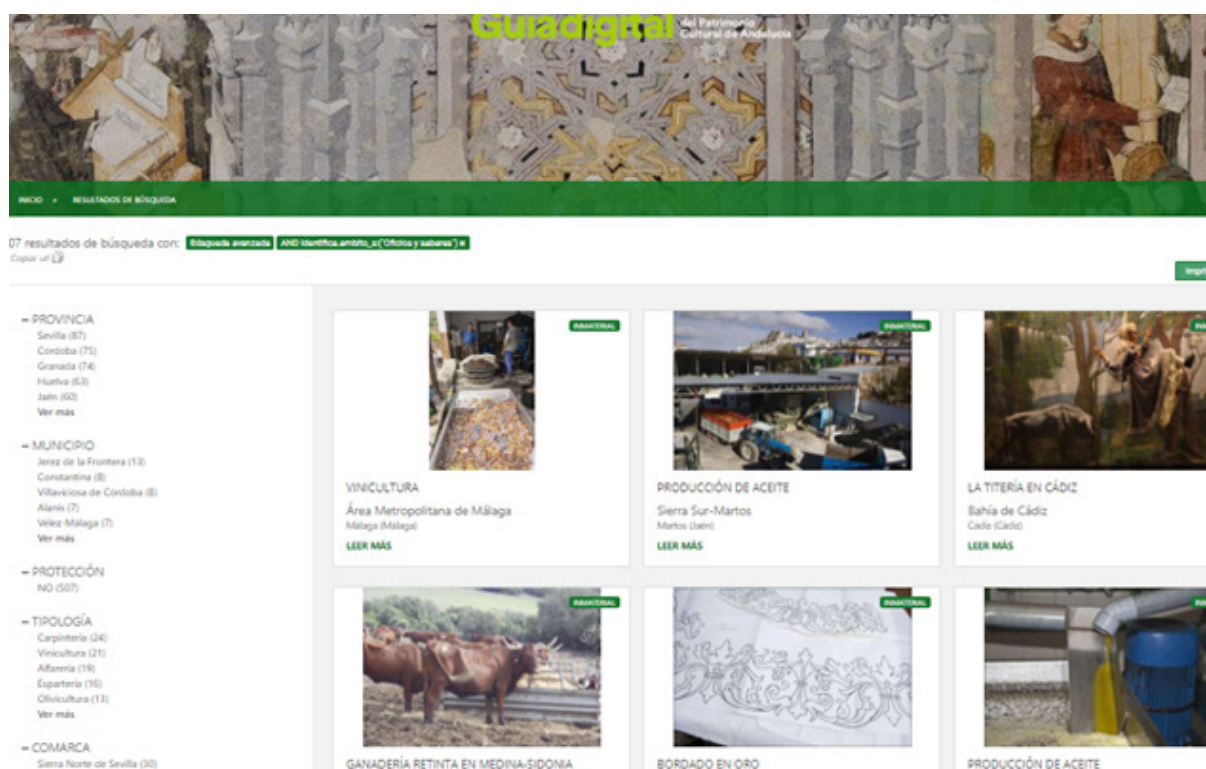 Guíadigital del Patrimonio
Cultural de Andalucía
INICIO » RESULTADOS DE BÚSQUEDA
07 resultados de búsqueda con: Búsqueda avanzada AND identifica.ambito_s:("Oficios y saberes") x
Copiar url
Impri
– PROVINCIA
Sevilla (87)
Córdoba (75)
Granada (74)
Huelva (63)
Jaén (60)
Ver más
– MUNICIPIO
Jerez de la Frontera (13)
Constantina (8)
Villaviciosa de Cordoba (8)
Alanís (7)
Vélez-Málaga (7)
Ver más
– PROTECCIÓN
NO (507)
– TIPOLOGÍA
Carpintería (24)
Vinicultura (21)
Alfarería (19)
Espartería (16)
Olivicultura (13)
Ver más
– COMARCA
Sierra Norte de Sevilla (30)
INMATERIAL
VINICULTURA
Área Metropolitana de Málaga
Málaga (Málaga)
LEER MÁS
INMATERIAL
PRODUCCIÓN DE ACEITE
Sierra Sur-Martos
Martos (Jaén)
LEER MÁS
LA TITERÍA EN CÁDIZ
Bahía de Cádiz
Cádiz (Cádiz)
LEER MÁS
INMATERIAL
GANADERÍA RETINTA EN MEDINA-SIDONIA
INMATERIAL
BORDADO EN ORO
PRODUCCIÓN DE ACEITE